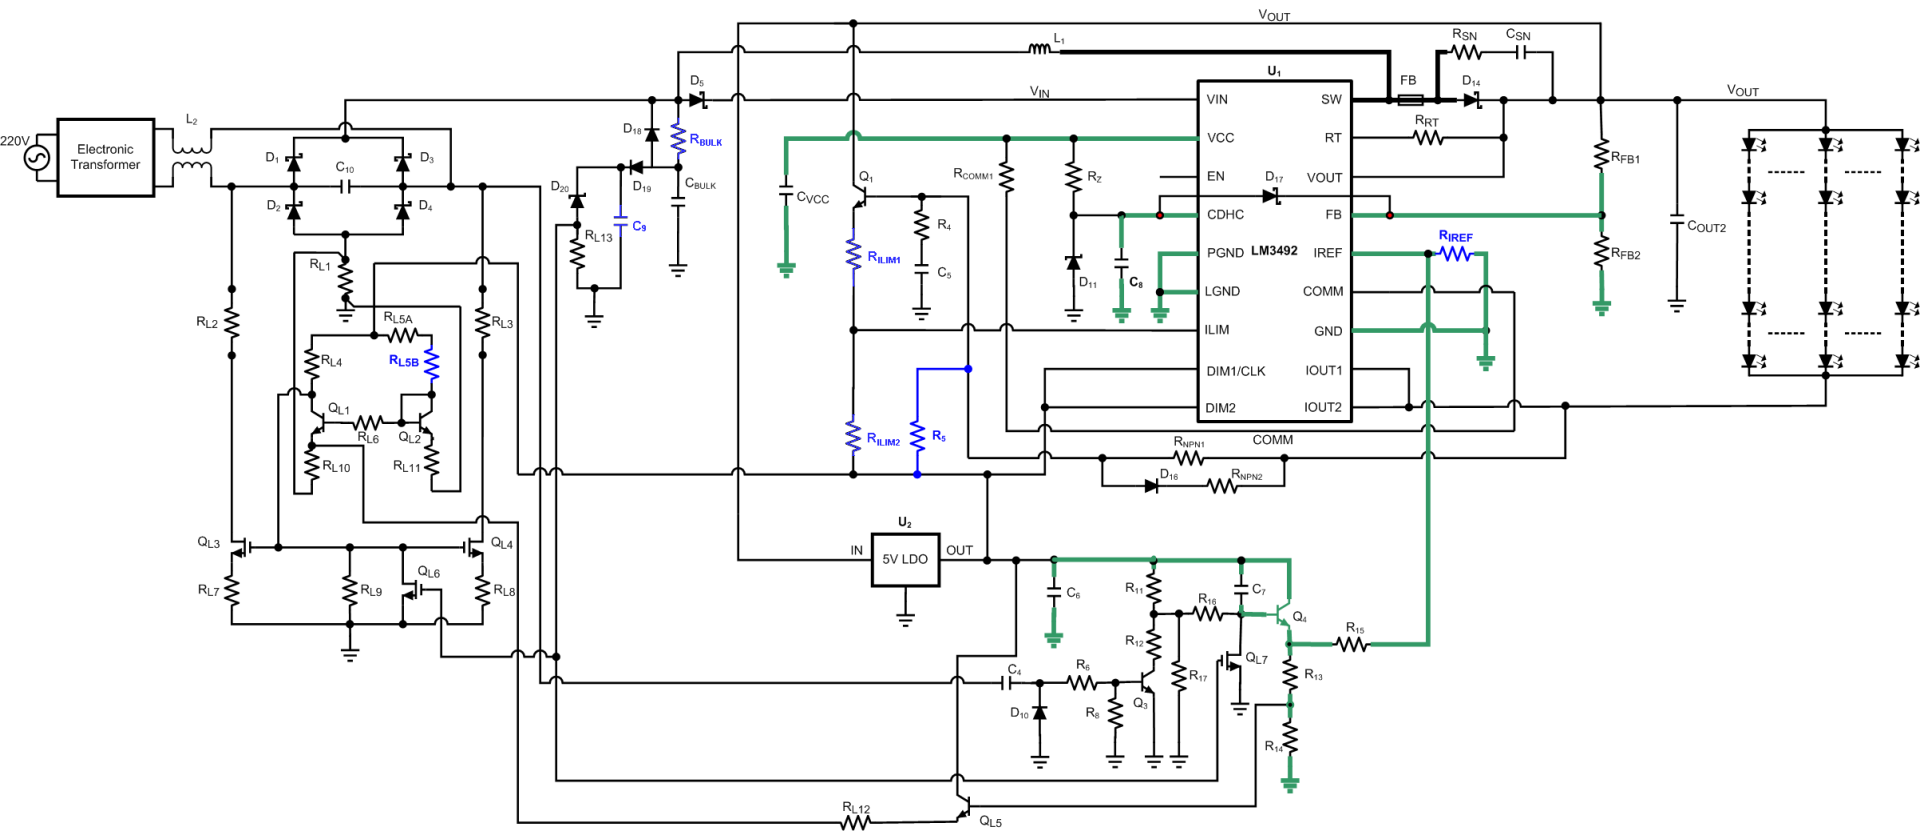 VOUT
L1
RSN
CSN
U1
FB
D14
D5
VIN
VIN
SW
VOUT
L2
220V
Electronic
Transformer
D18
RBULK
VCC
RT
RRT
D1
C10
D3
RFB1
D20
D19
CBULK
Q1
CVCC
RCOMM1
RZ
EN
D17
VOUT
D2
D4
C9
R4
CDHC
FB
COUT2
RL13
RL1
RILIM1
C5
D11
C8
PGND
LM3492
IREF
RIREF
RFB2
LGND
COMM
RL2
RL5A
RL3
ILIM
GND
RL4
RL5B
DIM1/CLK
IOUT1
QL1
RL6
QL2
DIM2
IOUT2
RILIM2
R5
RL10
RL11
RNPN1
COMM
D16
RNPN2
U2
QL3
QL4
IN
5V LDO
OUT
RL7
RL9
QL6
RL8
C6
R11
R16
C7
Q4
R12
R15
C4
R6
QL7
R17
R13
D10
R8
Q3
R14
RL12
QL5